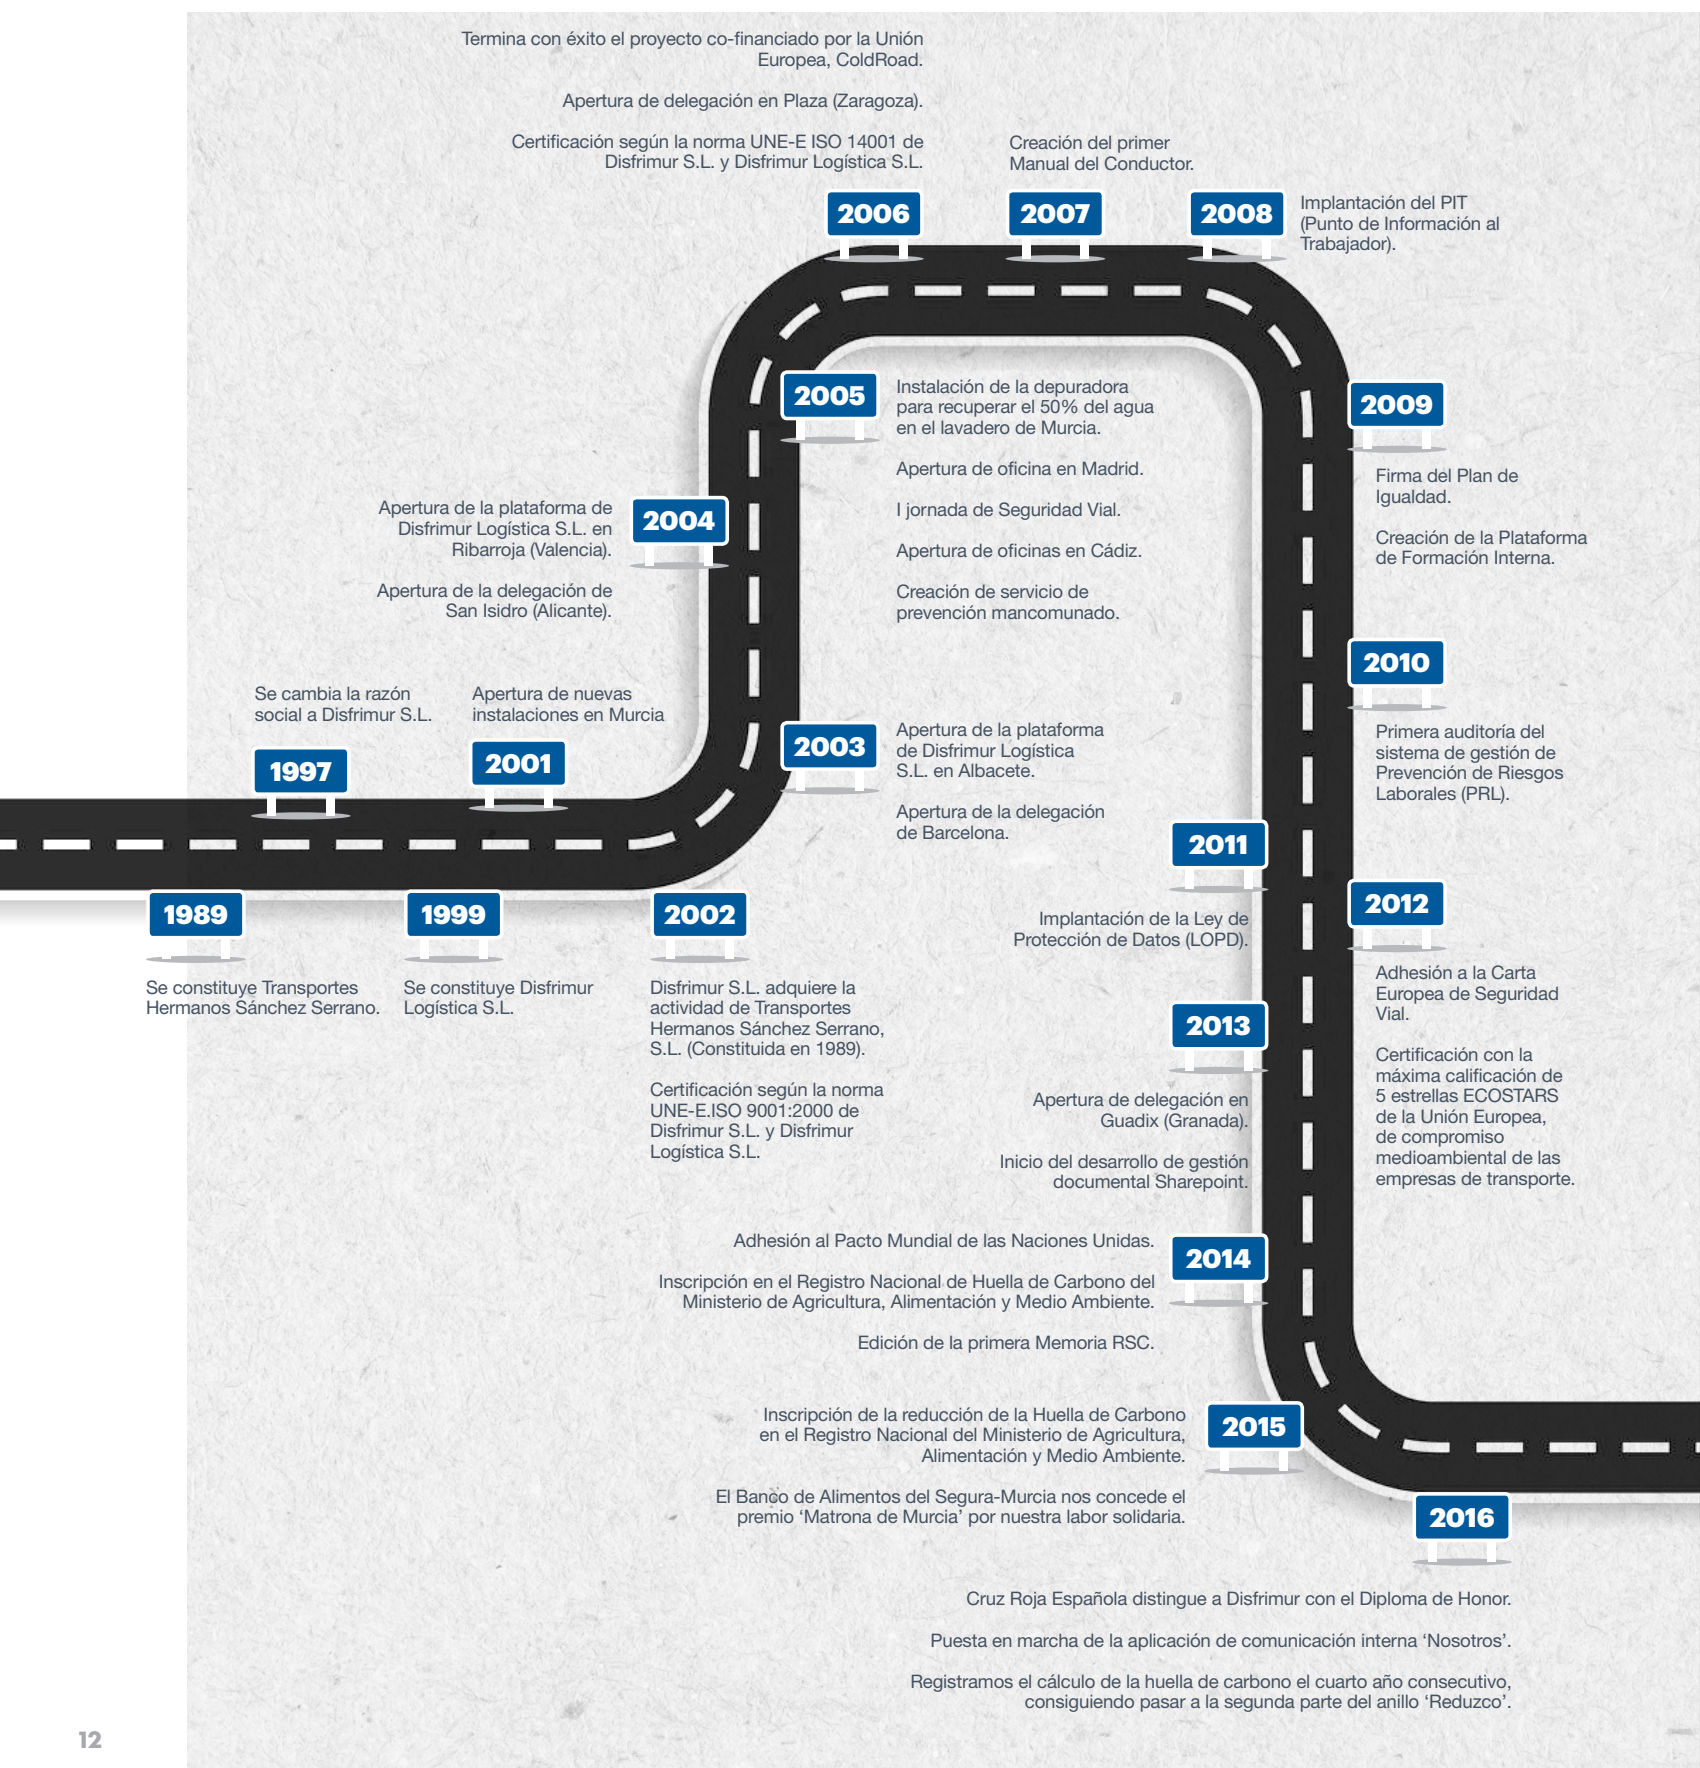 Termina con éxito el proyecto co-financiado por la Unión
Europea, ColdRoad.
Apertura de delegación en Plaza (Zaragoza).
Certificación según la norma UNE-E ISO 14001 de
Disfrimur S.L. y Disfrimur Logística S.L.
2006
Creación del primer
Manual del Conductor.
2007
2008
Implantación del PIT
(Punto de Información al
Trabajador).
2005
Instalación de la depuradora
para recuperar el 50% del agua
en el lavadero de Murcia.
Apertura de oficina en Madrid.
I jornada de Seguridad Vial.
Apertura de oficinas en Cádiz.
Creación de servicio de
prevención mancomunado.
2009
Firma del Plan de
Igualdad.
Creación de la Plataforma
de Formación Interna.
Apertura de la plataforma de
Disfrimur Logística S.L. en
Ribarroja (Valencia).
Apertura de la delegación de
San Isidro (Alicante).
2004
2010
Primera auditoría del
sistema de gestión de
Prevención de Riesgos
Laborales (PRL).
Se cambia la razón
social a Disfrimur S.L.
1997
Apertura de nuevas
instalaciones en Murcia
2001
2003
Apertura de la plataforma
de Disfrimur Logística
S.L. en Albacete.
Apertura de la delegación
de Barcelona.
2011
Implantación de la Ley de
Protección de Datos (LOPD).
2012
Adhesión a la Carta
Europea de Seguridad
Vial.
Certificación con la
máxima calificación de
5 estrellas ECOSTARS
de la Unión Europea,
de compromiso
medioambiental de las
empresas de transporte.
1989
Se constituye Transportes
Hermanos Sánchez Serrano.
1999
Se constituye Disfrimur
Logística S.L.
2002
Disfrimur S.L. adquiere la
actividad de Transportes
Hermanos Sánchez Serrano,
S.L. (Constituida en 1989).
Certificación según la norma
UNE-E.ISO 9001:2000 de
Disfrimur S.L. y Disfrimur
Logística S.L.
2013
Apertura de delegación en
Guadix (Granada).
Inicio del desarrollo de gestión
documental Sharepoint.
Adhesión al Pacto Mundial de las Naciones Unidas.
Inscripción en el Registro Nacional de Huella de Carbono del
Ministerio de Agricultura, Alimentación y Medio Ambiente.
Edición de la primera Memoria RSC.
2014
Inscripción de la reducción de la Huella de Carbono
en el Registro Nacional del Ministerio de Agricultura,
Alimentación y Medio Ambiente.
El Banco de Alimentos del Segura-Murcia nos concede el
premio ‘Matrona de Murcia’ por nuestra labor solidaria.
2015
2016
Cruz Roja Española distingue a Disfrimur con el Diploma de Honor.
Puesta en marcha de la aplicación de comunicación interna ‘Nosotros’.
Registramos el cálculo de la huella de carbono el cuarto año consecutivo,
consiguiendo pasar a la segunda parte del anillo ‘Reduzco’.
12